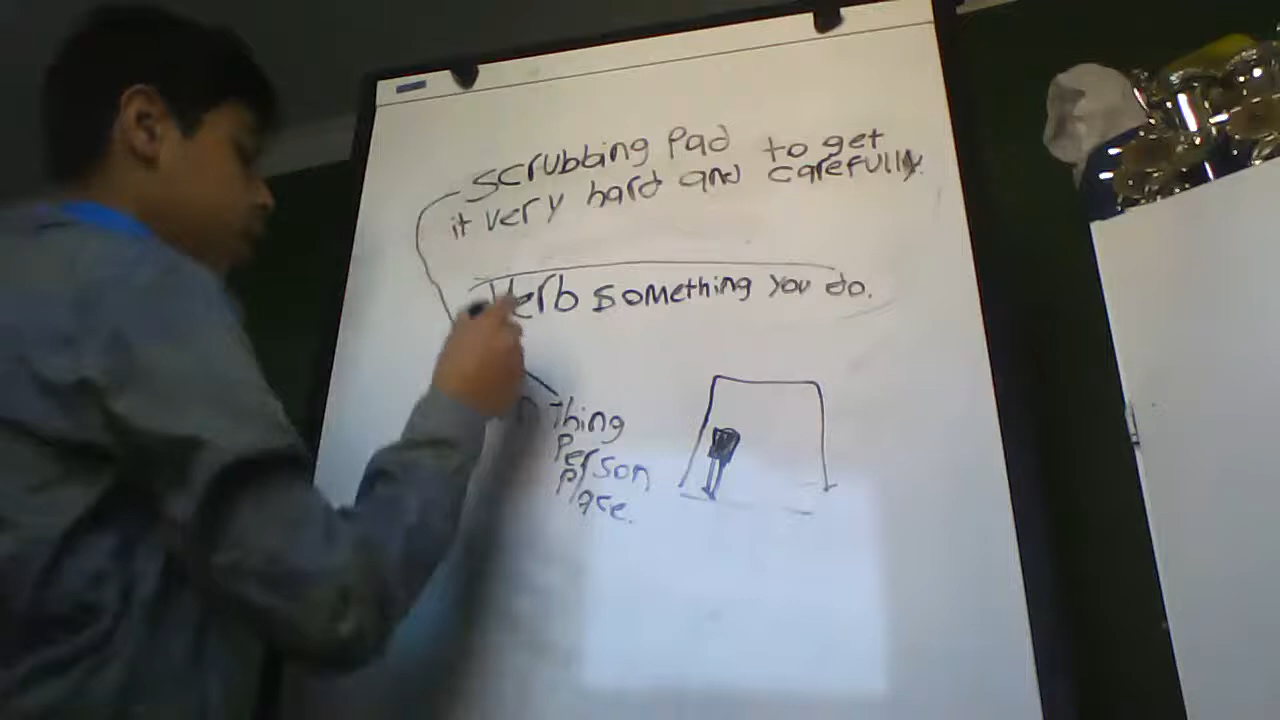 scrubbing Pad to get
it very hard and carefully.
Verb something you do.
Thing
Person
Place.